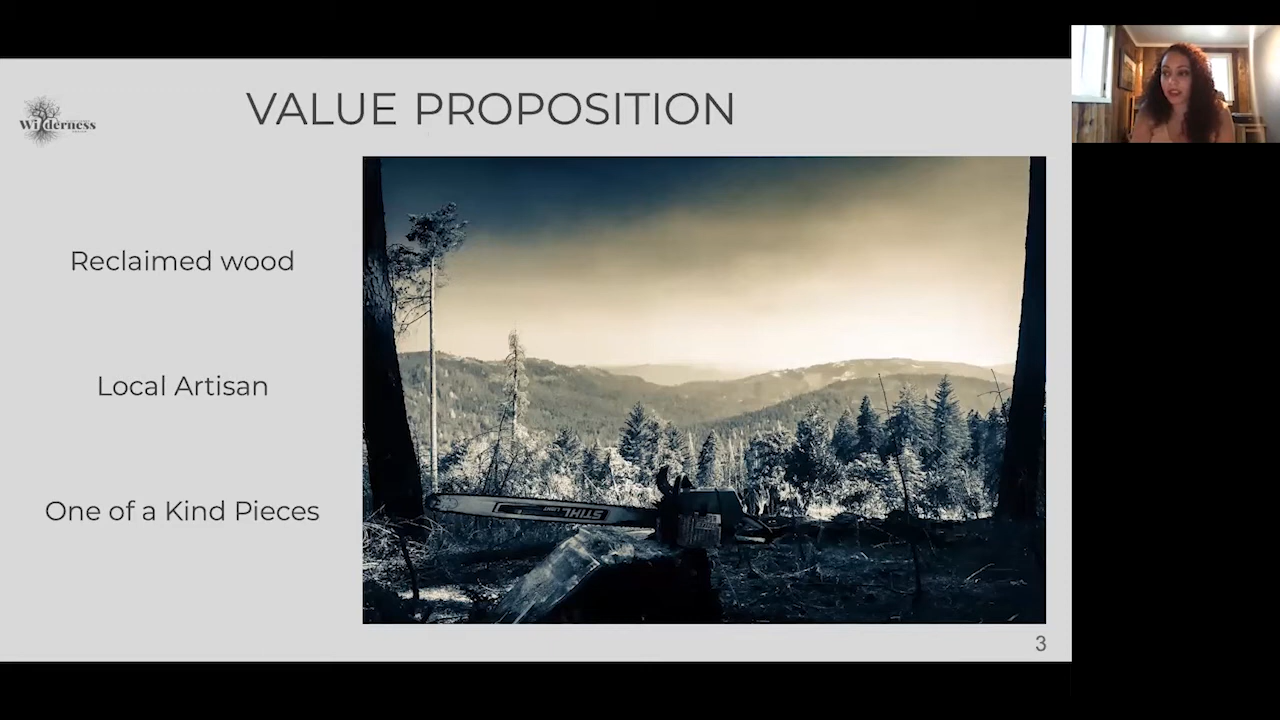 VALUE PROPOSITION
Wilderness
Reclaimed wood
Local Artisan
One of a Kind Pieces
STIHL
3